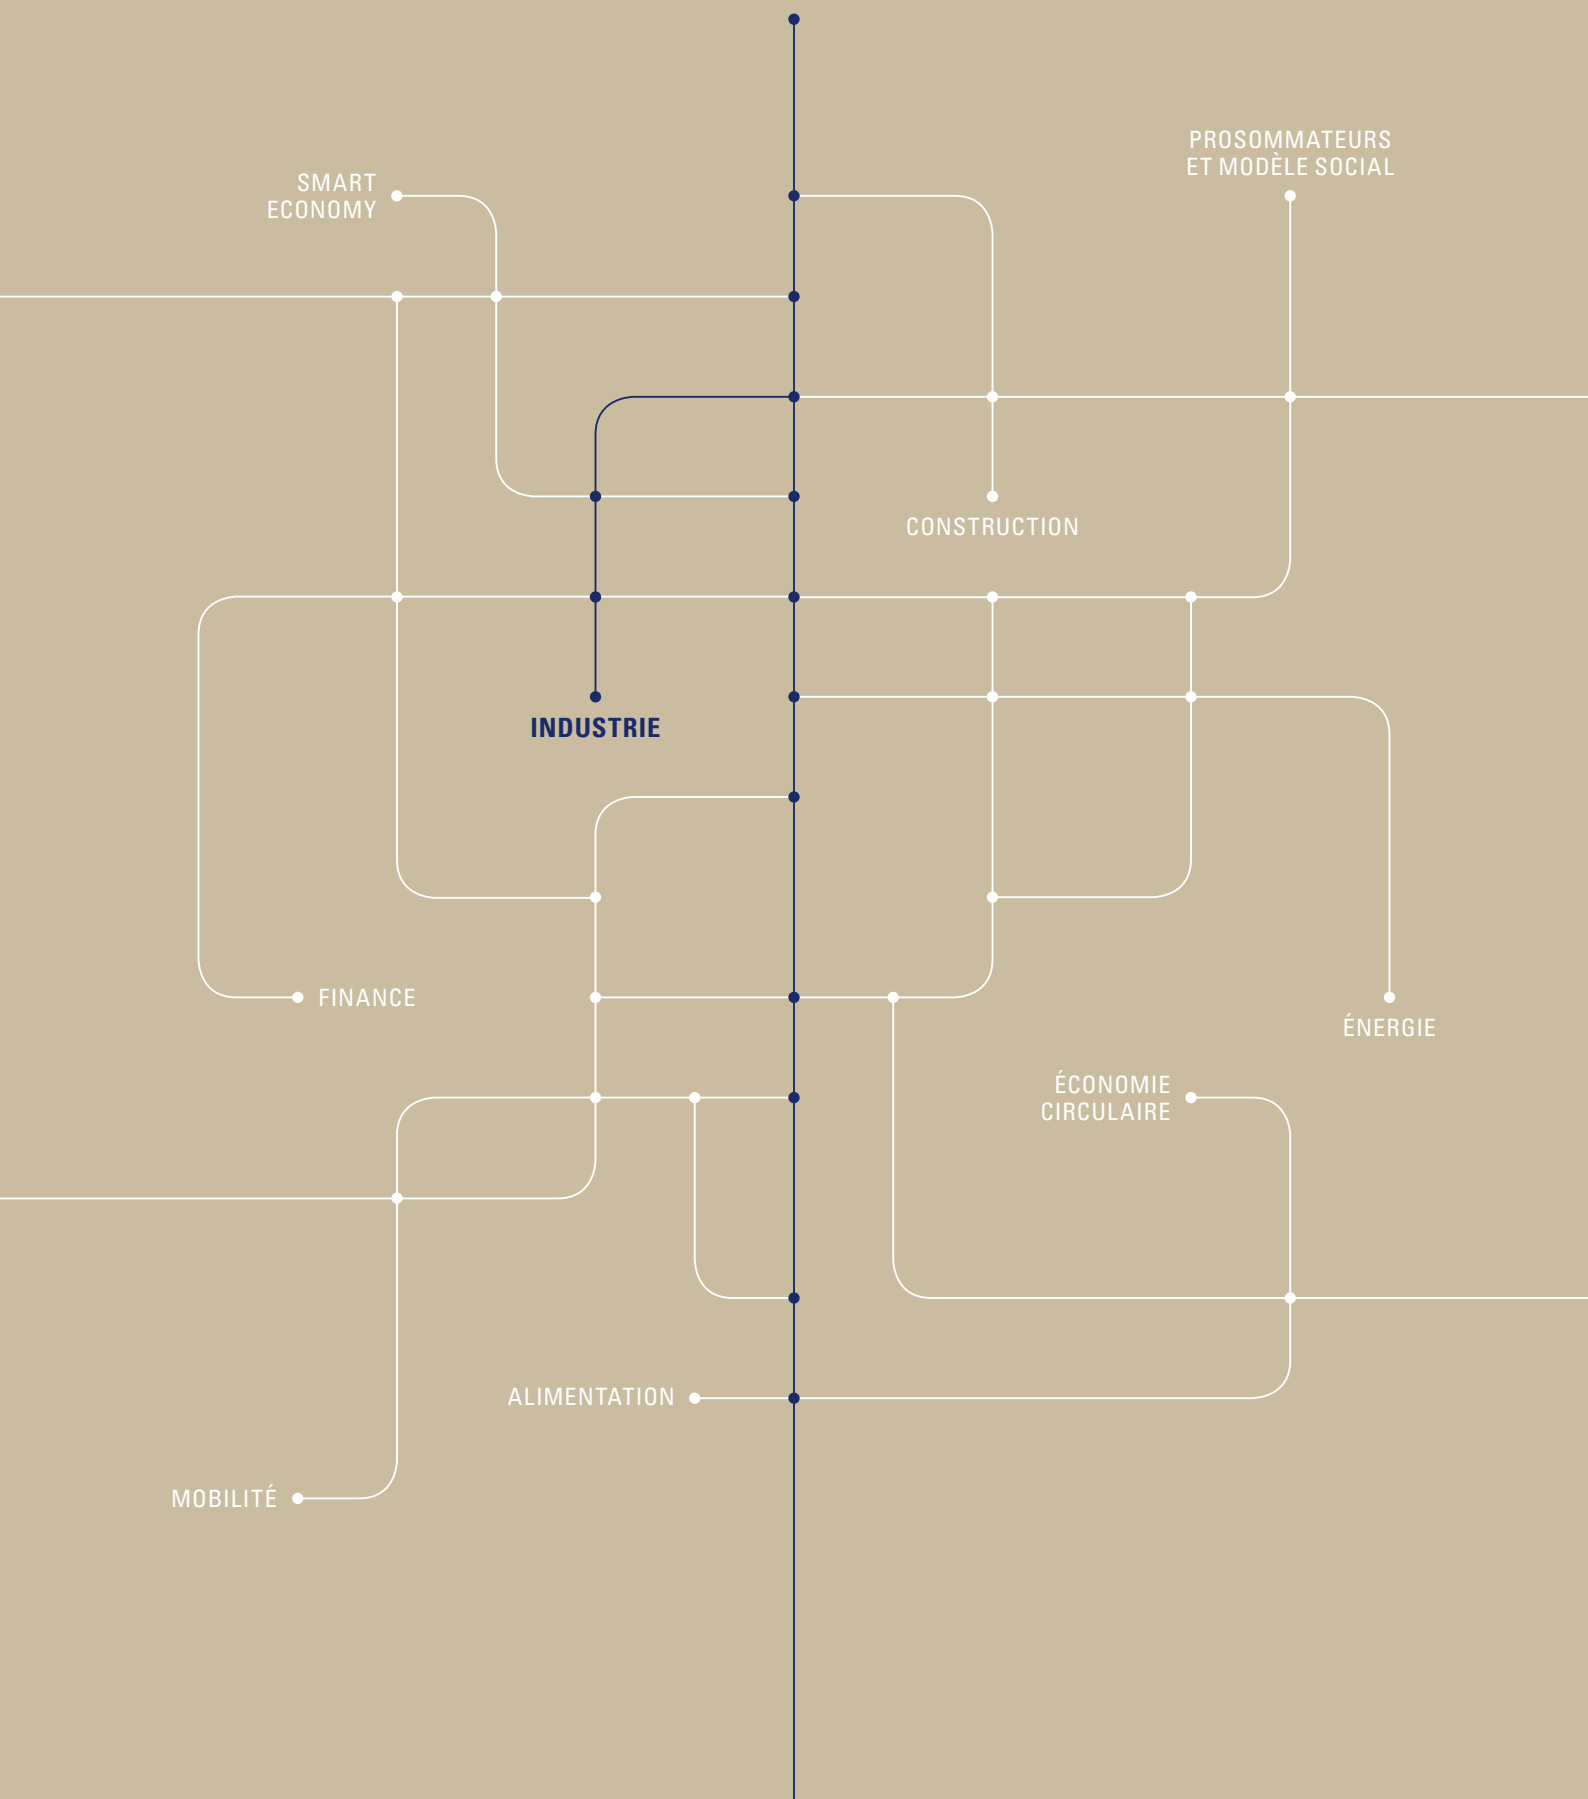 PROSOMMATEURS
ET MODÈLE SOCIAL
SMART
ECONOMY
CONSTRUCTION
INDUSTRIE
FINANCE
ÉNERGIE
ÉCONOMIE
CIRCULAIRE
ALIMENTATION
MOBILITÉ